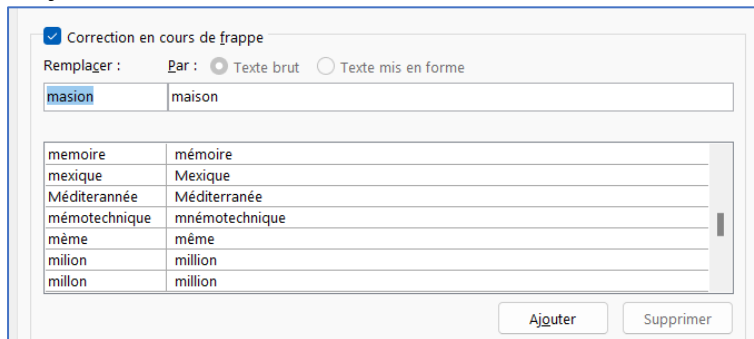 Correction en cours de frappe
Remplacer : Par : Texte brut Texte mis en forme
masion maison
memoire mémoire
mexique Mexique
Méditerannée Méditerranée
mémotechnique mnémotechnique
mème même
milion million
millon million
Ajouter Supprimer